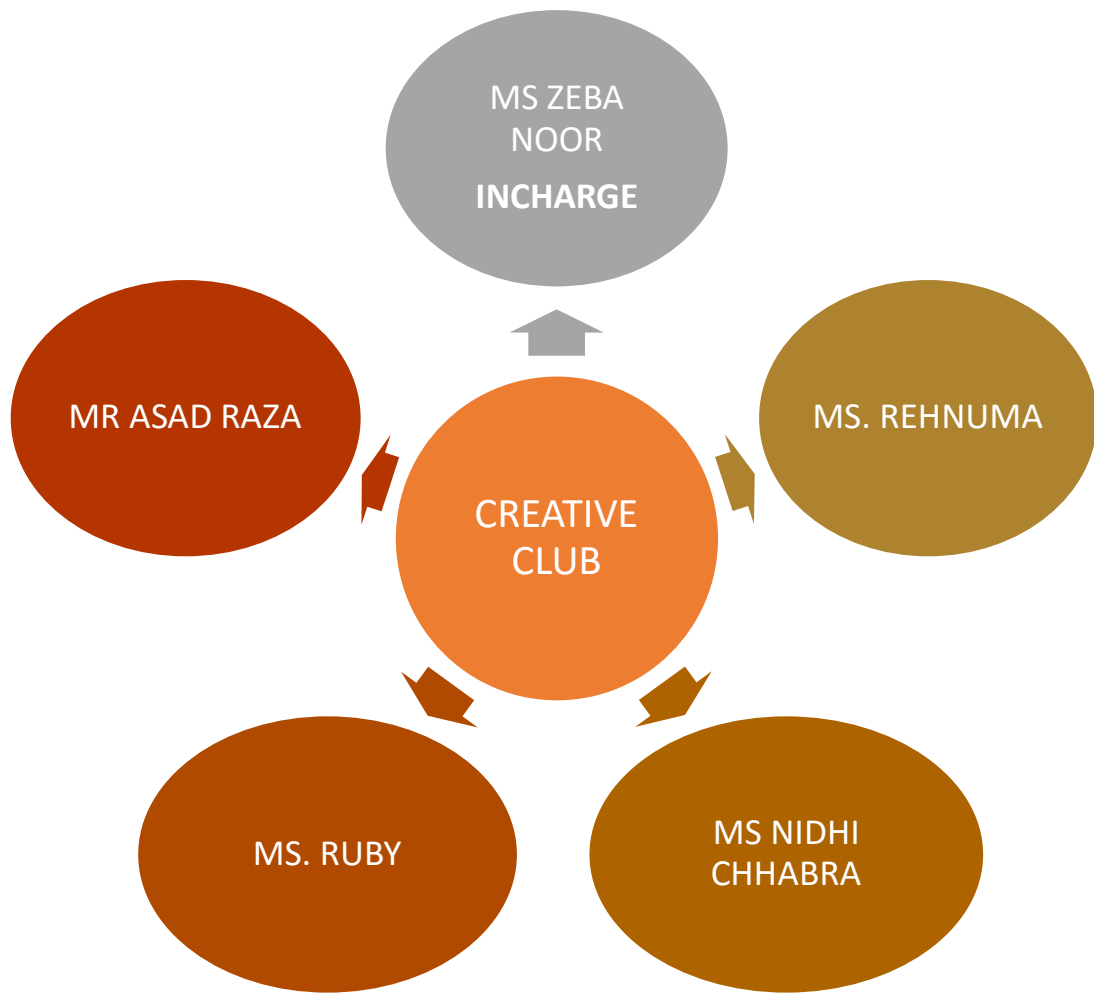 MS ZEBA
NOOR
INCHARGE
MR ASAD RAZA
MS. REHNUMA
CREATIVE
CLUB
MS. RUBY
MS NIDHI
CHHABRA